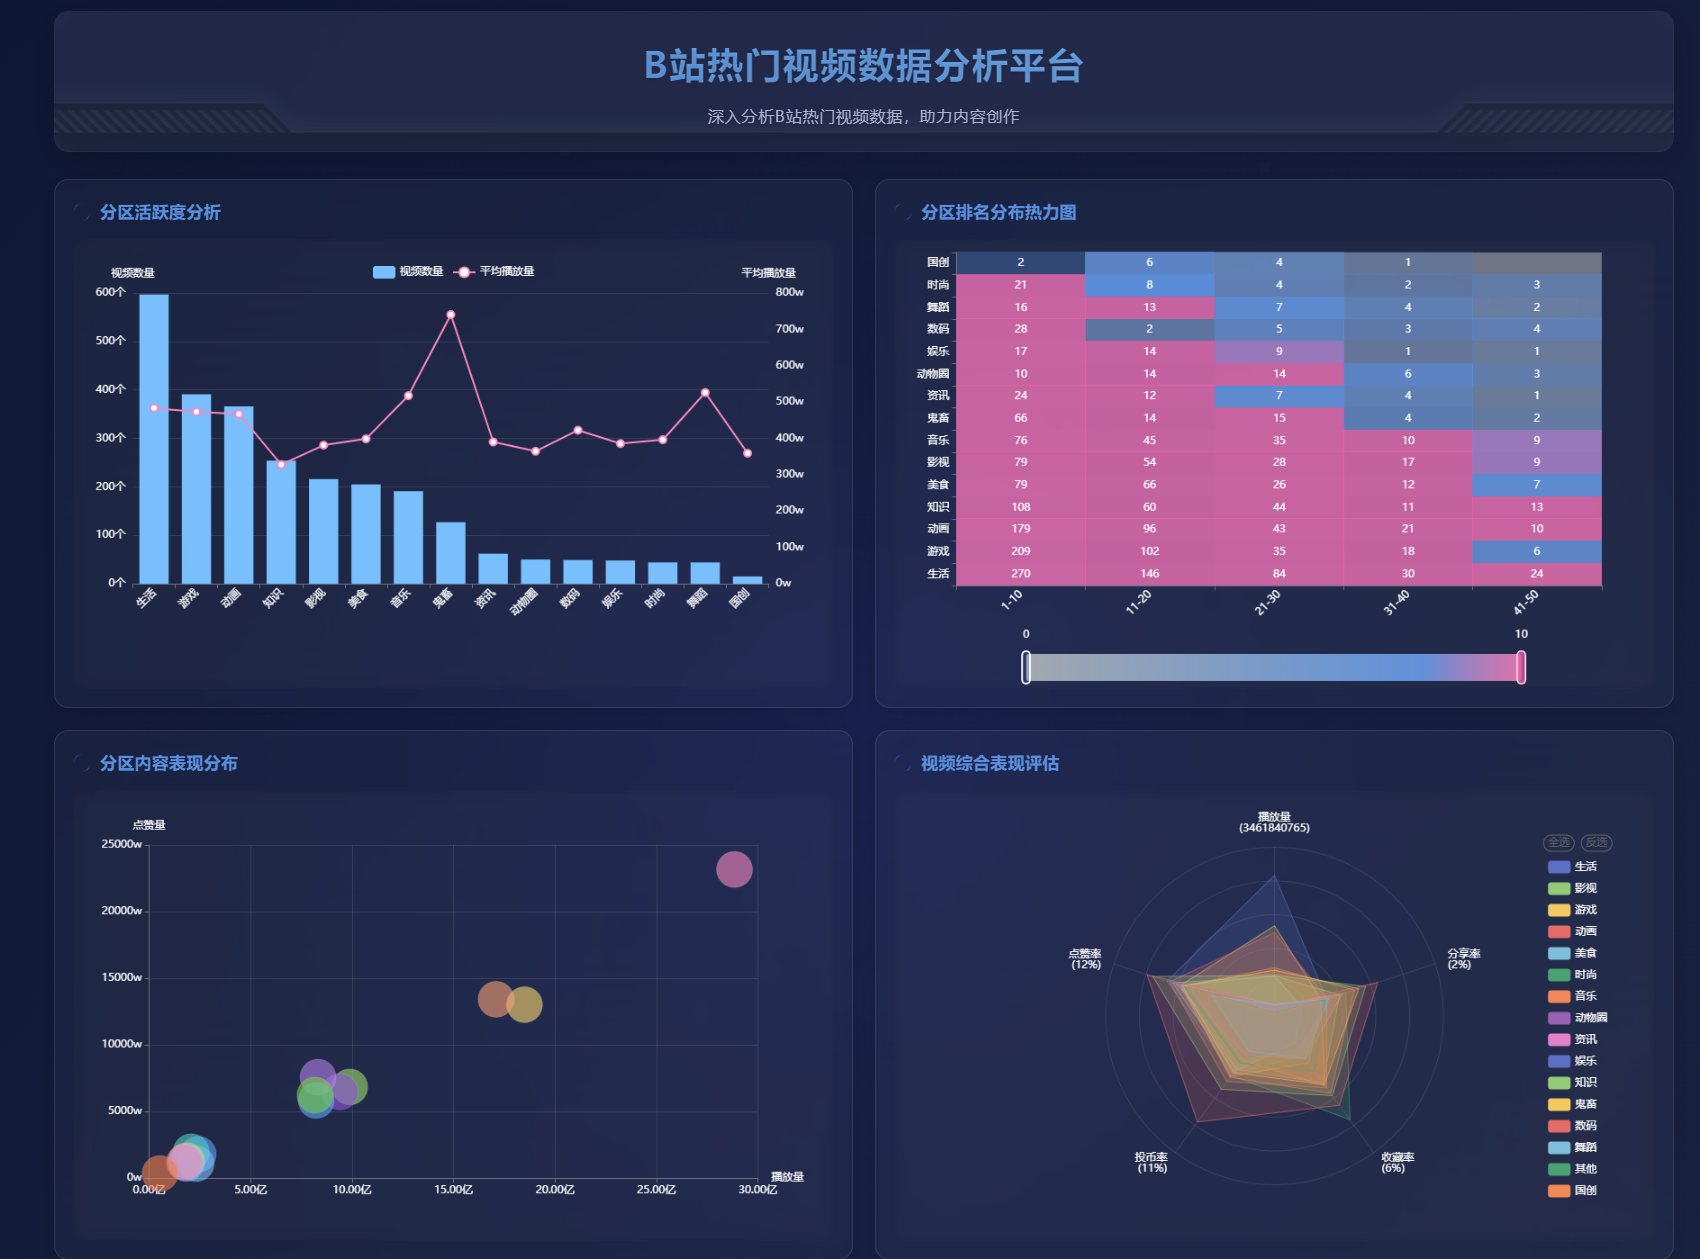 B站热门视频数据分析平台
深入分析B站热门视频数据，助力内容创作
分区活跃度分析
视频数量 视频数量 平均播放量 平均播放量
600个 800w
700w
500个
600w
400个 500w
300个 400w
300w
200个
200w
100个 100w
0个 0w
生活 游戏 动画 知识 影视 美食 音乐 鬼畜 资讯 动物圈 数码 娱乐 时尚 舞蹈 国创
分区排名分布热力图
国创 2 6 4 1
时尚 21 8 4 2 3
舞蹈 16 13 7 4 2
数码 28 2 5 3 4
娱乐 17 14 9 1 1
动物圈 10 14 14 6 3
资讯 24 12 7 4 1
鬼畜 66 14 15 4 2
音乐 76 45 35 10 9
影视 79 54 28 17 9
美食 79 66 26 12 7
知识 108 60 44 11 13
动画 179 96 43 21 10
游戏 209 102 35 18 6
生活 270 146 84 30 24
1-10 11-20 21-30 31-40 41-50
0 10
分区内容表现分布
点赞量
25000w
20000w
15000w
10000w
5000w
0w 播放量
0.00亿 5.00亿 10.00亿 15.00亿 20.00亿 25.00亿 30.00亿
视频综合表现评估
播放量
(3461840765)
点赞率
(12%)
分享率
(2%)
投币率
(11%)
收藏率
(6%)
全选 反选
生活
影视
游戏
动画
美食
时尚
音乐
动物圈
资讯
娱乐
知识
鬼畜
数码
舞蹈
其他
国创